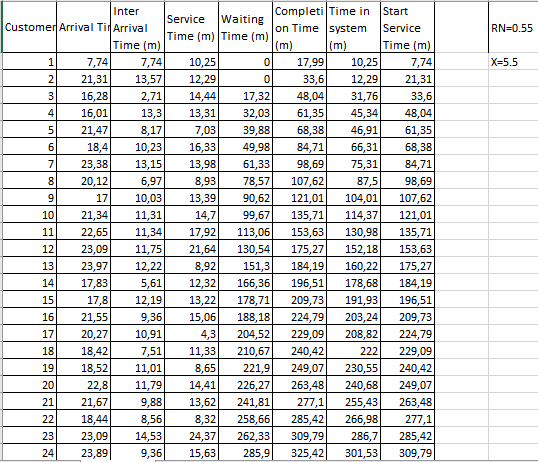 Customer Arrival Tir Inter Arrival Time (m) Service Time (m) Waiting Time (m) Completi on Time (m) Time in system (m) Start Service Time (m) RN=0.55
1 7,74 7,74 10,25 0 17,99 10,25 7,74 X=5.5
2 21,31 13,57 12,29 0 33,6 12,29 21,31
3 16,28 2,71 14,44 17,32 48,04 31,76 33,6
4 16,01 13,3 13,31 32,03 61,35 45,34 48,04
5 21,47 8,17 7,03 39,88 68,38 46,91 61,35
6 18,4 10,23 16,33 49,98 84,71 66,31 68,38
7 23,38 13,15 13,98 61,33 98,69 75,31 84,71
8 20,12 6,97 8,93 78,57 107,62 87,5 98,69
9 17 10,03 13,39 90,62 121,01 104,01 107,62
10 21,34 11,31 14,7 99,67 135,71 114,37 121,01
11 22,65 11,34 17,92 113,06 153,63 130,98 135,71
12 23,09 11,75 21,64 130,54 175,27 152,18 153,63
13 23,97 12,22 8,92 151,3 184,19 160,22 175,27
14 17,83 5,61 12,32 166,36 196,51 178,68 184,19
15 17,8 12,19 13,22 178,71 209,73 191,93 196,51
16 21,55 9,36 15,06 188,18 224,79 203,24 209,73
17 20,27 10,91 4,3 204,52 229,09 208,82 224,79
18 18,42 7,51 11,33 210,67 240,42 222 229,09
19 18,52 11,01 8,65 221,9 249,07 230,55 240,42
20 22,8 11,79 14,41 226,27 263,48 240,68 249,07
21 21,67 9,88 13,62 241,81 277,1 255,43 263,48
22 18,44 8,56 8,32 258,66 285,42 266,98 277,1
23 23,09 14,53 24,37 262,33 309,79 286,7 285,42
24 23,89 9,36 15,63 285,9 325,42 301,53 309,79